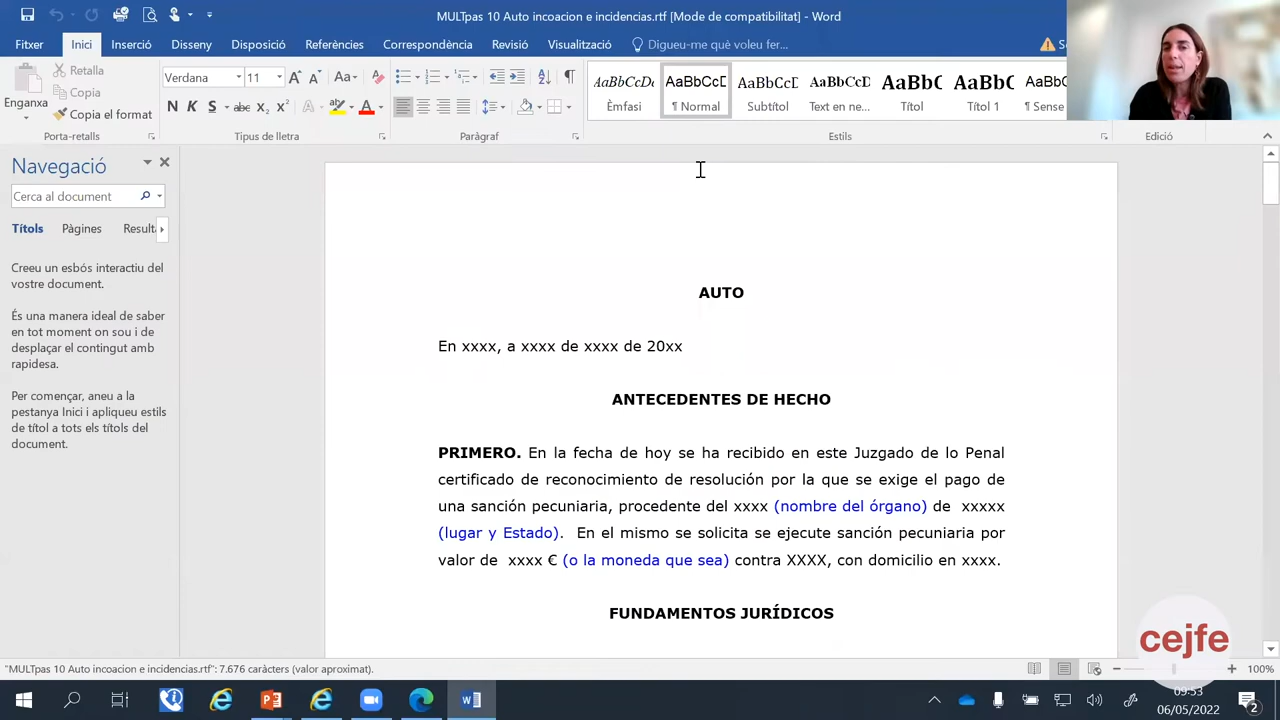 MULTpas 10 Auto incoacion e incidencias.rtf [Mode de compatibilitat] - Word
Fitxer Inici Inserció Disseny Disposició Referències Correspondència Revisió Visualització Digueu-me què voleu fer...
Enganxa
Retalla
Copia
Copia el format
Verdana 11
N K S abc x₂ x²
AaBbCcDc AaBbCcD AaBbCcD AaBbCcD AaBbC AaBbC AaBbCcD
Èmfasi ¶ Normal Subtítol Text en ne... Títol Títol 1 ¶ Sense
Porta-retalls Tipus de lletra Paràgraf Estils Edició
Navegació
Cerca al document
Títols Pàgines Result
Creeu un esbós interactiu del
vostre document.
És una manera ideal de saber
en tot moment on sou i de
desplaçar el contingut amb
rapidesa.
Per començar, aneu a la
pestanya Inici i apliqueu estils
de títol a tots els títols del
document.
AUTO
En xxxx, a xxxx de xxxx de 20xx
ANTECEDENTES DE HECHO
PRIMERO. En la fecha de hoy se ha recibido en este Juzgado de lo Penal
certificado de reconocimiento de resolución por la que se exige el pago de
una sanción pecuniaria, procedente del xxxx (nombre del órgano) de xxxxx
(lugar y Estado). En el mismo se solicita se ejecute sanción pecuniaria por
valor de xxxx € (o la moneda que sea) contra XXXX, con domicilio en xxxx.
FUNDAMENTOS JURÍDICOS
cejfe
"MULTpas 10 Auto incoacion e incidencias.rtf": 7.676 caràcters (valor aproximat).
100%
09:53
06/05/2022
2